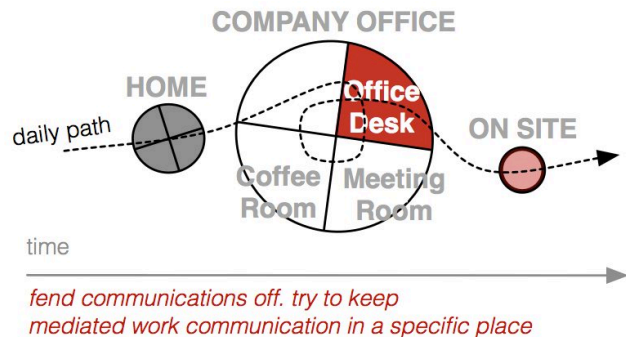 COMPANY OFFICE
HOME
Office
Desk
daily path
ON SITE
Coffee
Room
Meeting
Room
time
fend communications off. try to keep
mediated work communication in a specific place